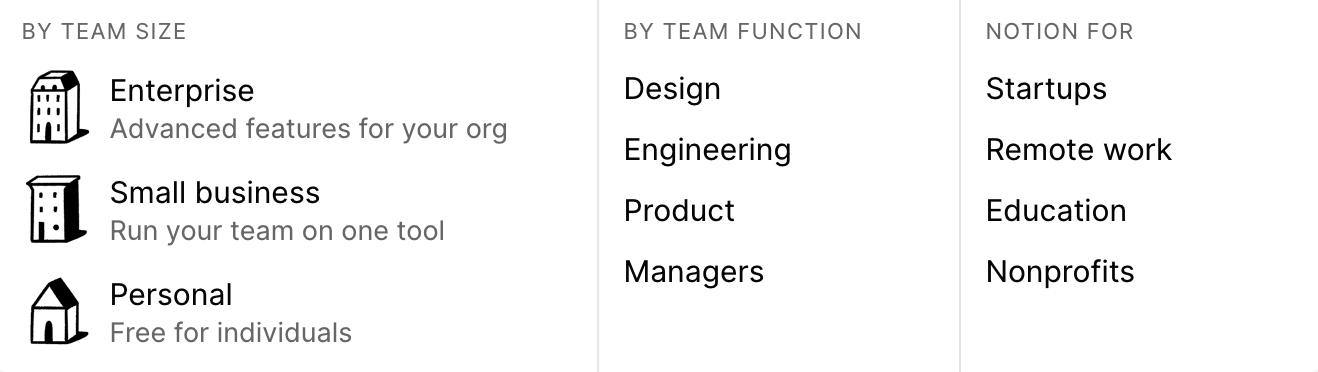 BY TEAM SIZE
Enterprise
Advanced features for your org
Small business
Run your team on one tool
Personal
Free for individuals
BY TEAM FUNCTION
Design
Engineering
Product
Managers
NOTION FOR
Startups
Remote work
Education
Nonprofits